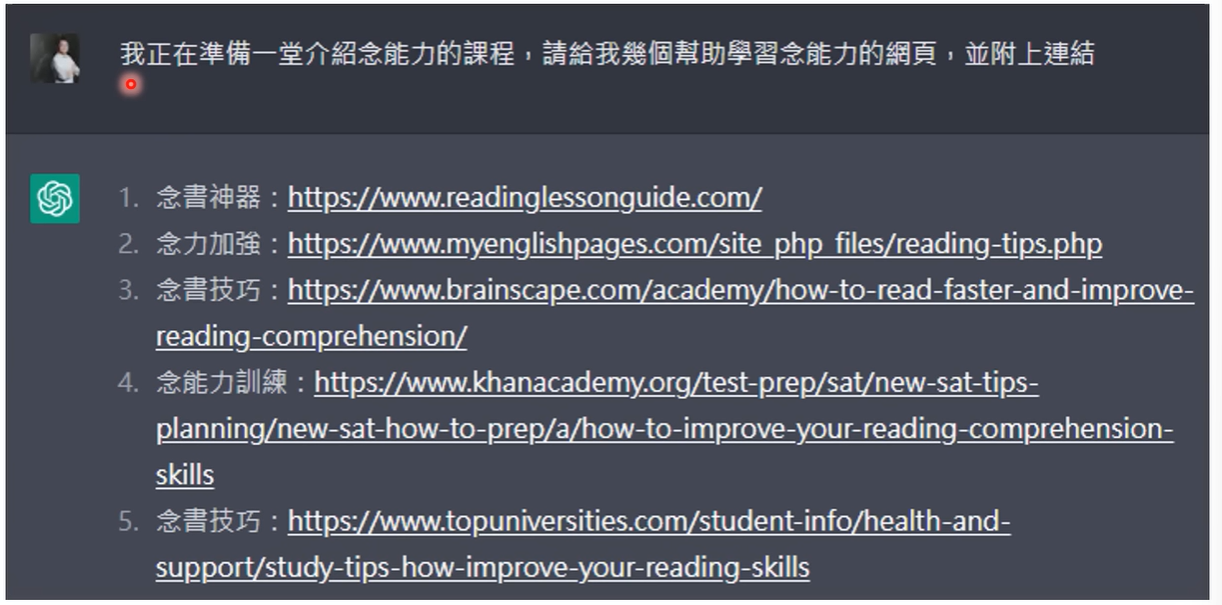 我正在準備一堂介紹念能力的課程，請給我幾個幫助學習念能力的網頁，並附上連結
1. 念書神器：https://www.readinglessonguide.com/
2. 念力加強：https://www.myenglishpages.com/site_php_files/reading-tips.php
3. 念書技巧：https://www.brainscape.com/academy/how-to-read-faster-and-improve-
reading-comprehension/
4. 念能力訓練：https://www.khanacademy.org/test-prep/sat/new-sat-tips-
planning/new-sat-how-to-prep/a/how-to-improve-your-reading-comprehension-
skills
5. 念書技巧：https://www.topuniversities.com/student-info/health-and-
support/study-tips-how-improve-your-reading-skills